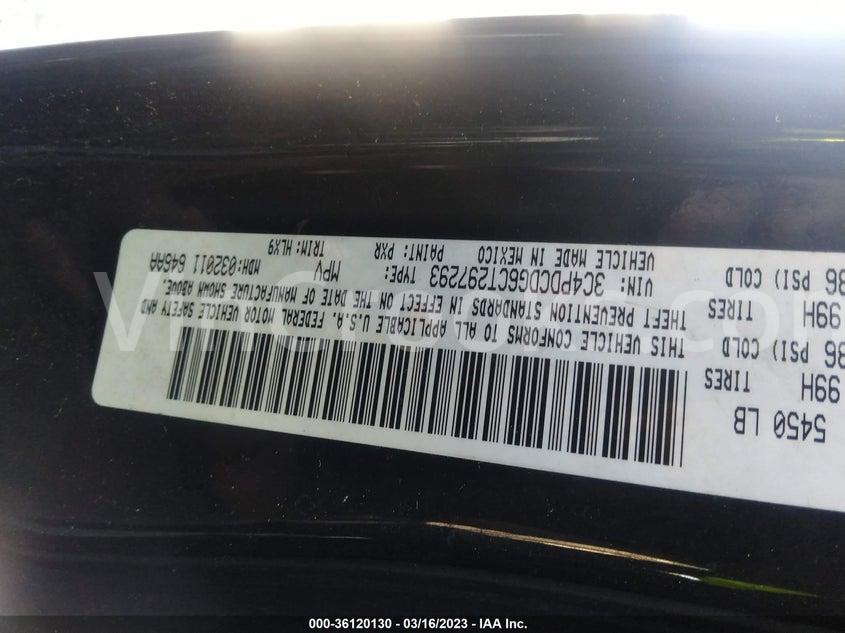 5450 LB
99H TIRES
36 PSI) COLD
99H TIRES
36 PSI) COLD
THIS VEHICLE CONFORMS TO ALL APPLICABLE U.S.A. FEDERAL MOTOR VEHICLE SAFETY AND
THEFT PREVENTION STANDARDS IN EFFECT ON THE DATE OF MANUFACTURE SHOWN ABOVE.
VIN: 3C4PDCDG6CT297293 TYPE: MPV MDH:032011 646AA
VEHICLE MADE IN MEXICO PAINT: PXR TRIM: HLX9
000-36120130 - 03/16/2023 - IAA Inc.